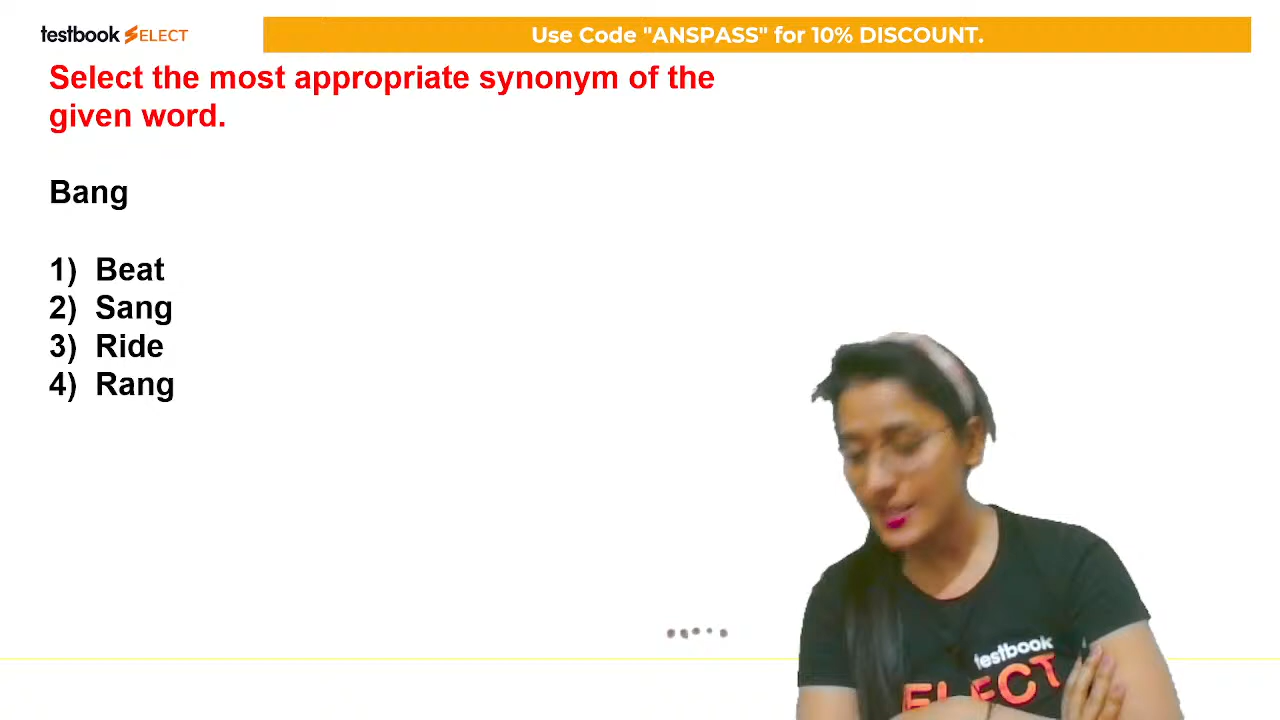 testbook SELECT
Use Code "ANSPASS" for 10% DISCOUNT.
Select the most appropriate synonym of the
given word.
Bang
1) Beat
2) Sang
3) Ride
4) Rang
testbook
SELECT